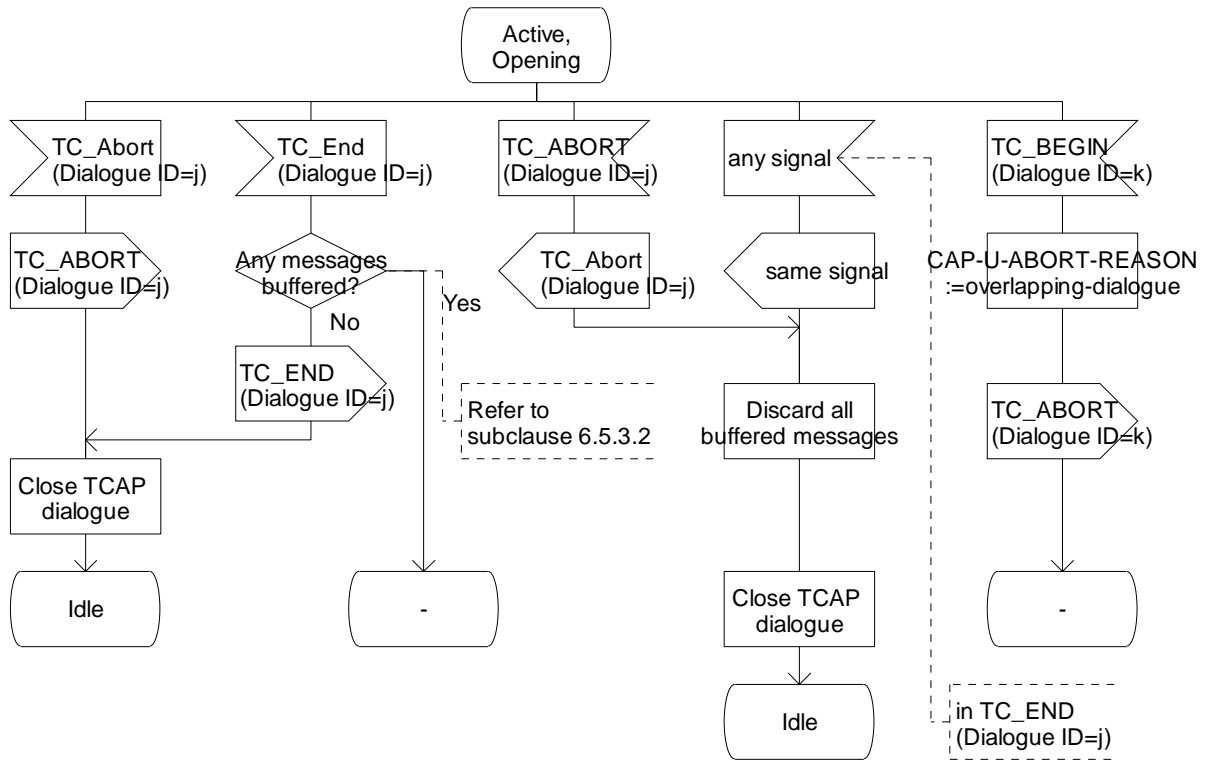 Active,
Opening
TC_Abort
(Dialogue ID=j)
TC_End
(Dialogue ID=j)
TC_ABORT
(Dialogue ID=j)
any signal
TC_BEGIN
(Dialogue ID=k)
TC_ABORT
(Dialogue ID=j)
Any messages
buffered?
TC_Abort
(Dialogue ID=j)
same signal
CAP-U-ABORT-REASON
:=overlapping-dialogue
Yes
No
TC_END
(Dialogue ID=j)
Refer to
subclause 6.5.3.2
Discard all
buffered messages
TC_ABORT
(Dialogue ID=k)
Close TCAP
dialogue
Idle
-
Close TCAP
dialogue
-
Idle
in TC_END
(Dialogue ID=j)